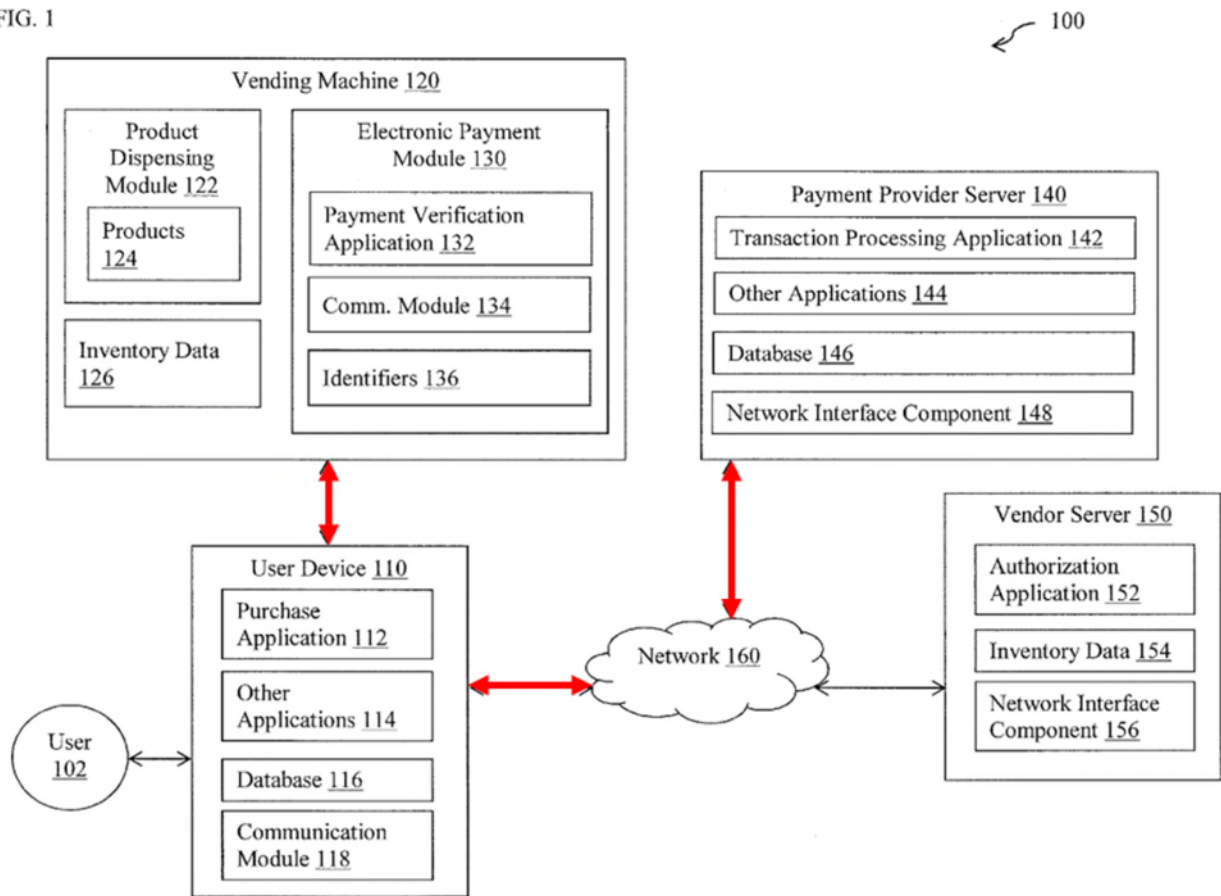 FIG. 1
100
Vending Machine 120
Product
Dispensing
Module 122
Products
124
Inventory Data
126
Electronic Payment
Module 130
Payment Verification
Application 132
Comm. Module 134
Identifiers 136
Payment Provider Server 140
Transaction Processing Application 142
Other Applications 144
Database 146
Network Interface Component 148
User
102
User Device 110
Purchase
Application 112
Other
Applications 114
Database 116
Communication
Module 118
Network 160
Vendor Server 150
Authorization
Application 152
Inventory Data 154
Network Interface
Component 156